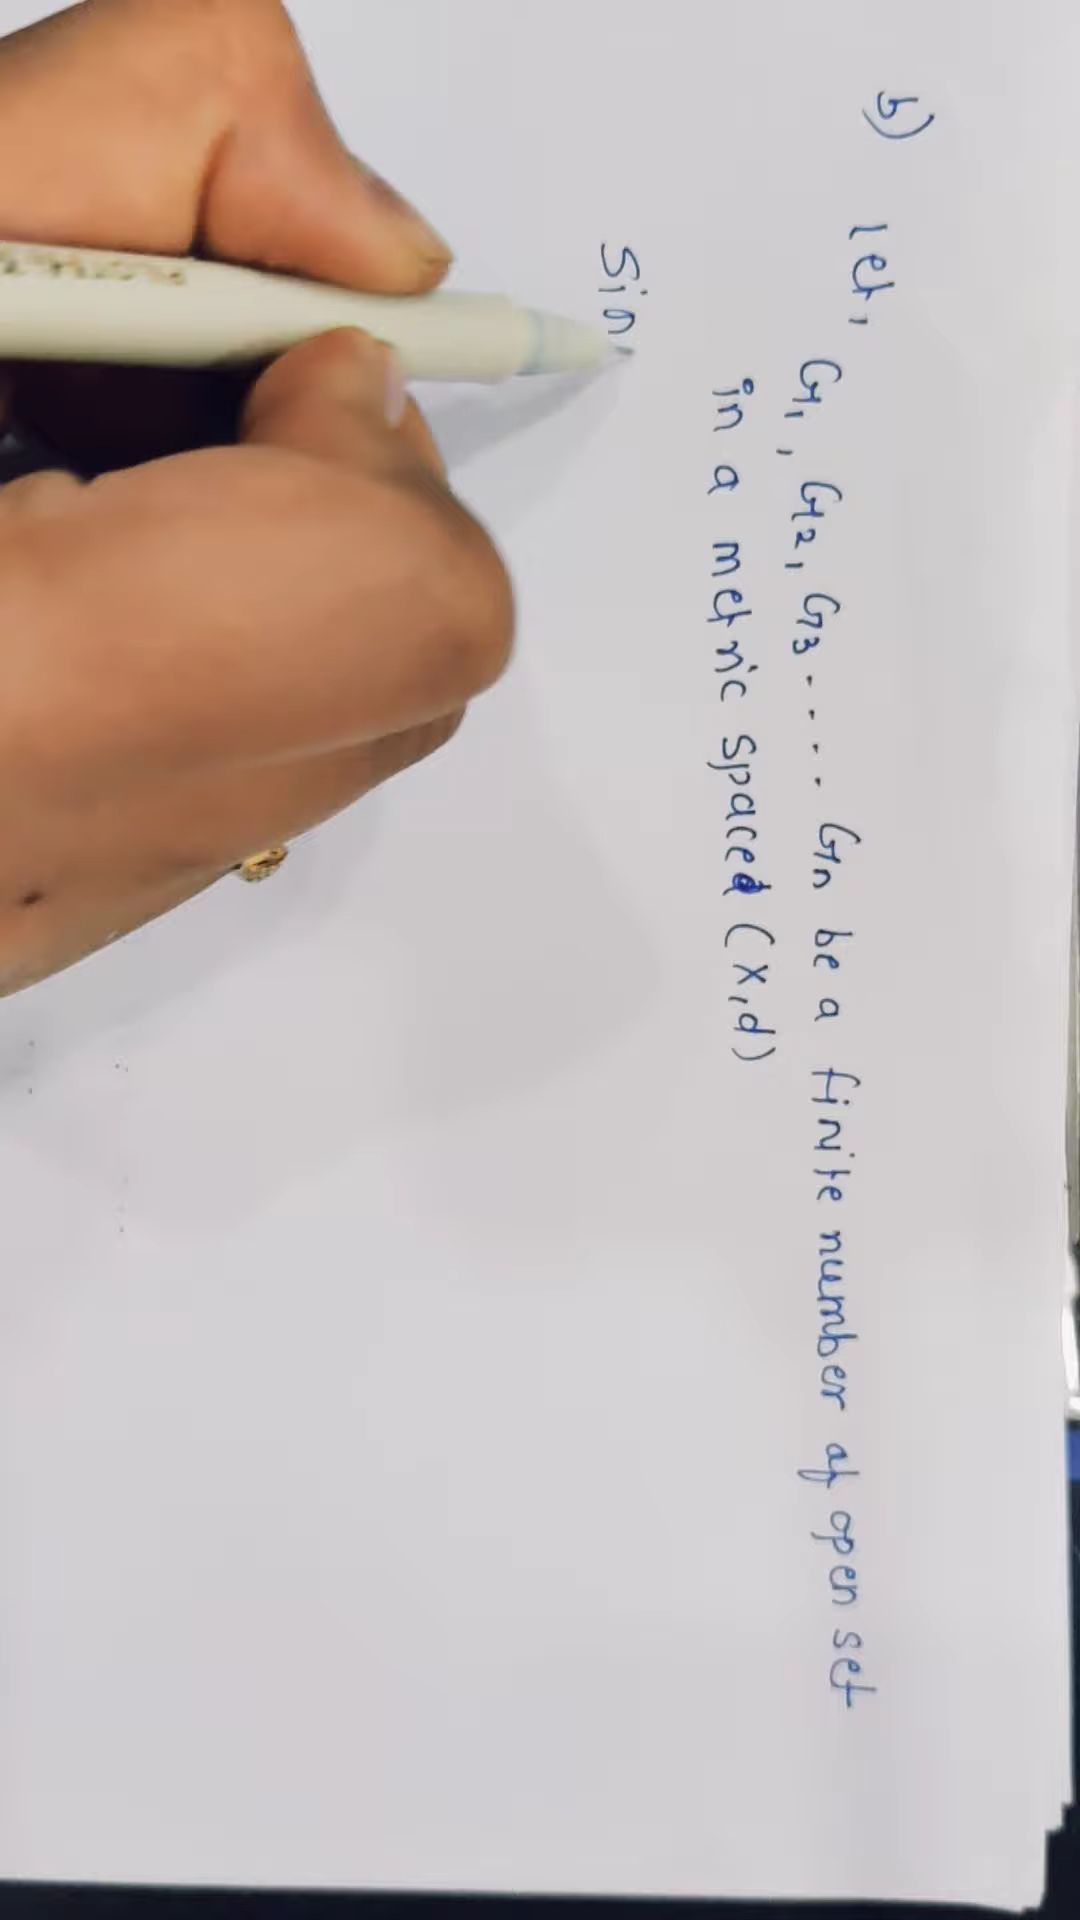 b) let, G1, G2, G3.... Gn be a finite number of open set
in a metric space (X,d)
Sin